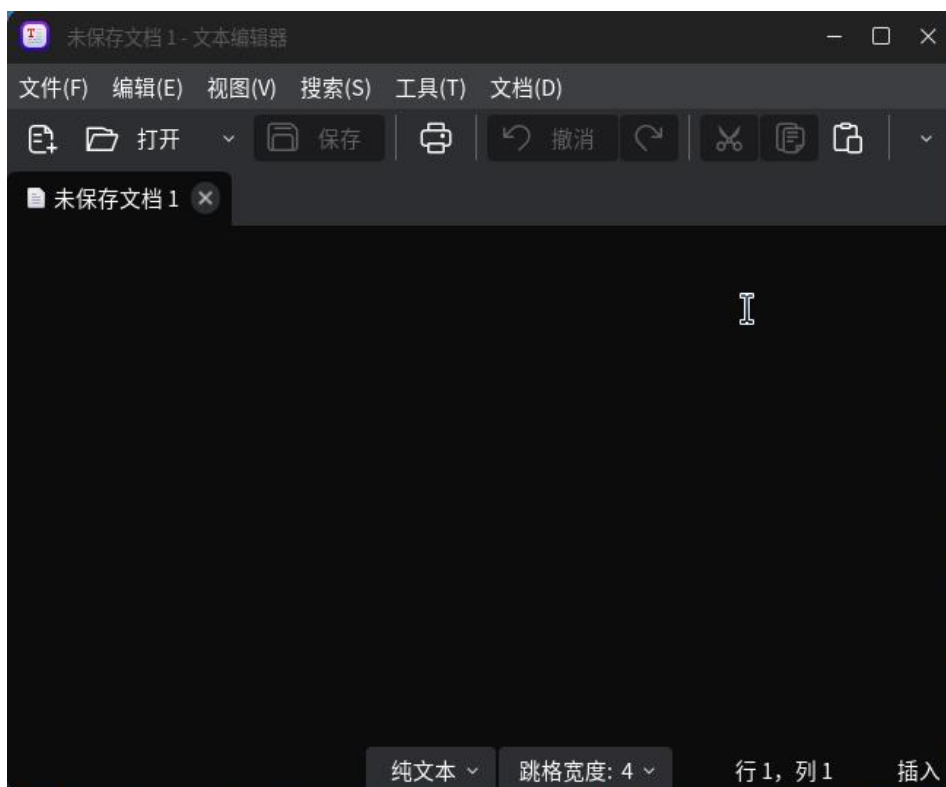 未保存文档 1 - 文本编辑器
文件(F) 编辑(E) 视图(V) 搜索(S) 工具(T) 文档(D)
打开 保存 撤消
未保存文档 1
纯文本 跳格宽度: 4 行 1, 列 1 插入